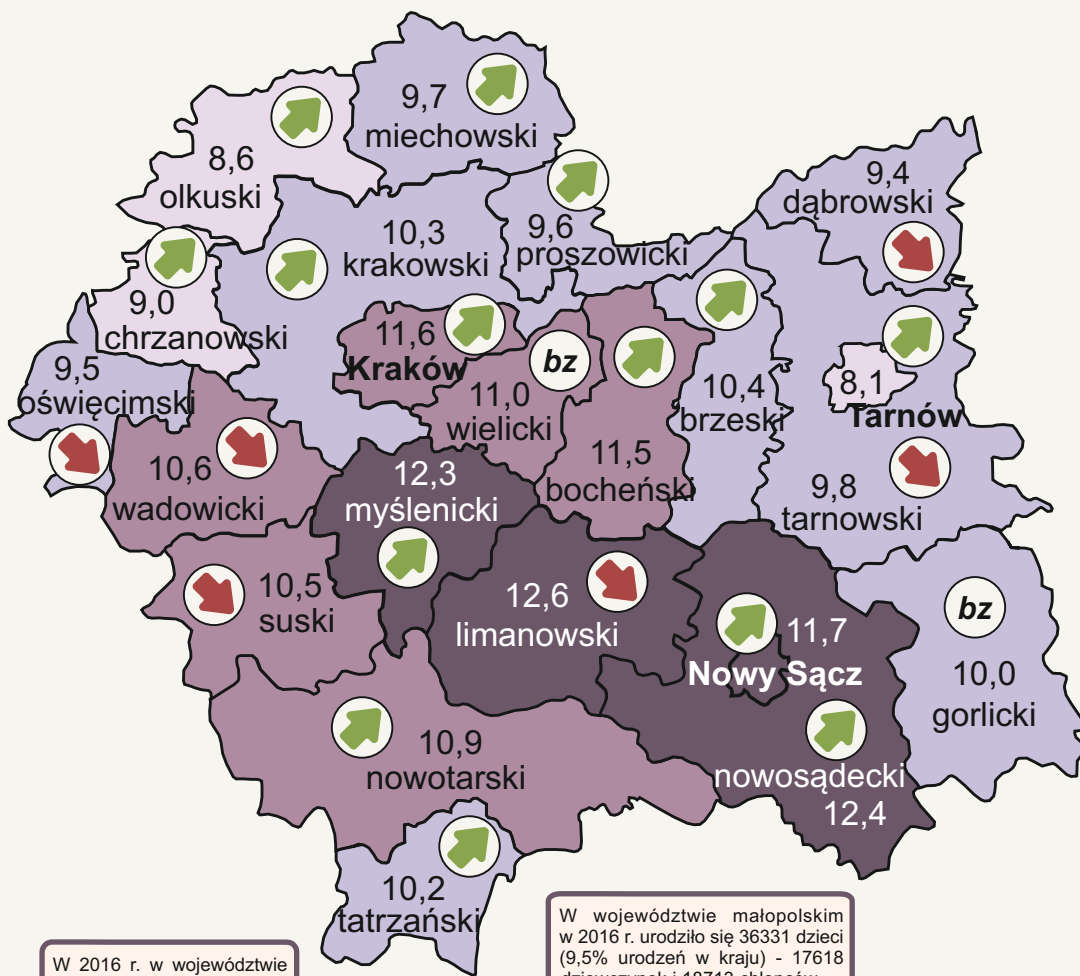 9,7
miechowski
8,6
olkuski
9,4
dąbrowski
10,3
krakowski
9,6
proszowicki
9,0
chrzanowski
11,6
Kraków
bz
11,0
wielicki
10,4
brzeski
8,1
Tarnów
9,5
oświęcimski
10,6
wadowicki
12,3
myślenicki
11,5
bocheński
9,8
tarnowski
10,5
suski
12,6
limanowski
11,7
Nowy Sącz
bz
10,0
gorlicki
10,9
nowotarski
nowosądecki
12,4
10,2
tatrzański
W 2016 r. w województwie
W województwie małopolskim
w 2016 r. urodziło się 36331 dzieci
(9,5% urodzeń w kraju) - 17618